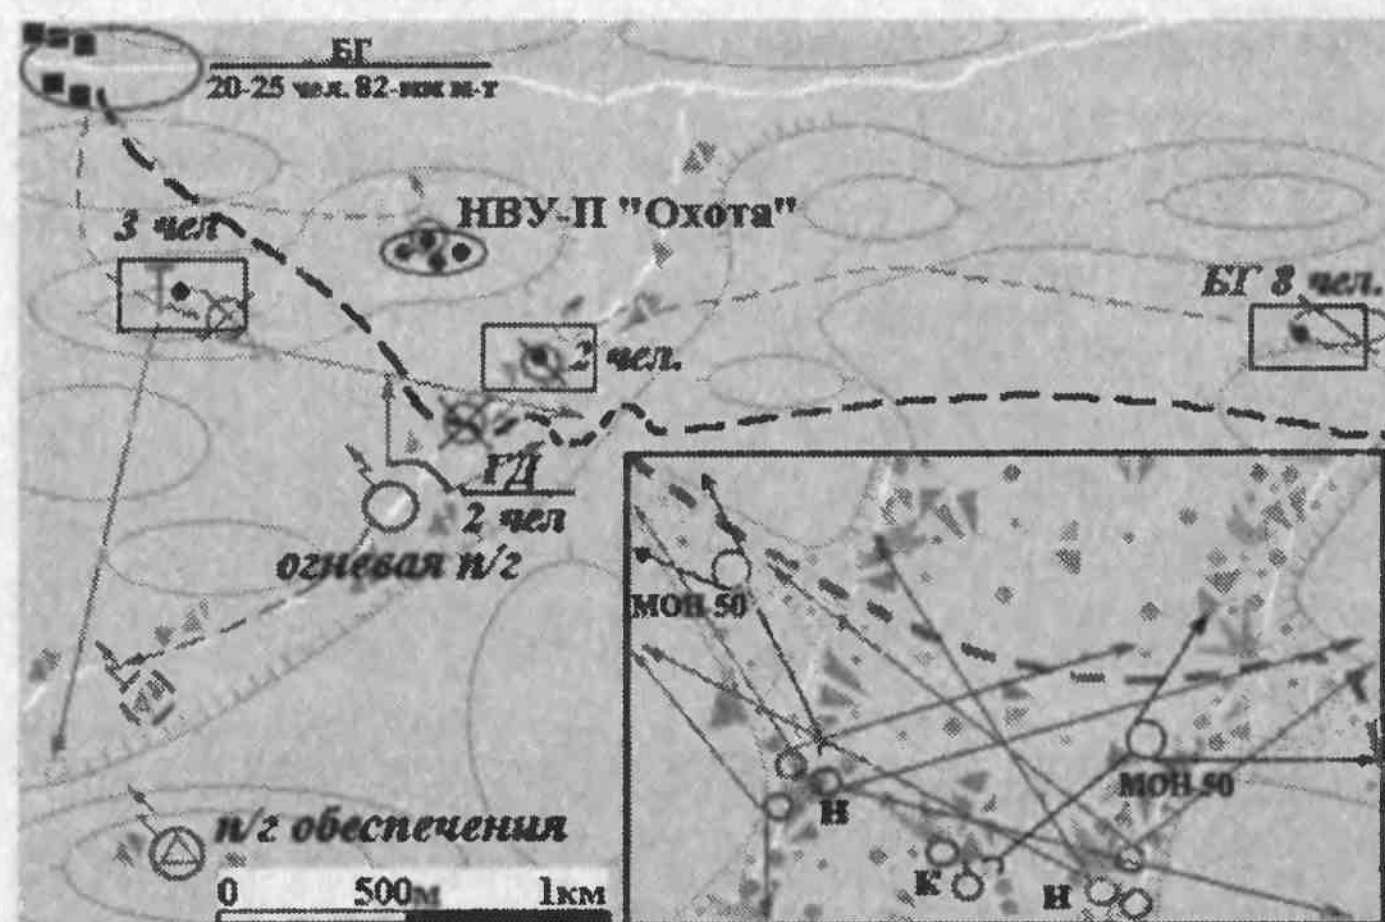 БГ
20-25 чел. 82-мм м-т
НВУ-П "Охота"
3 чел
БГ 8 чел.
2 чел.
ГД
2 чел
огневая п/г
МОН 50
МОН 50
Н
К
Н
п/г обеспечения
0 500м 1км